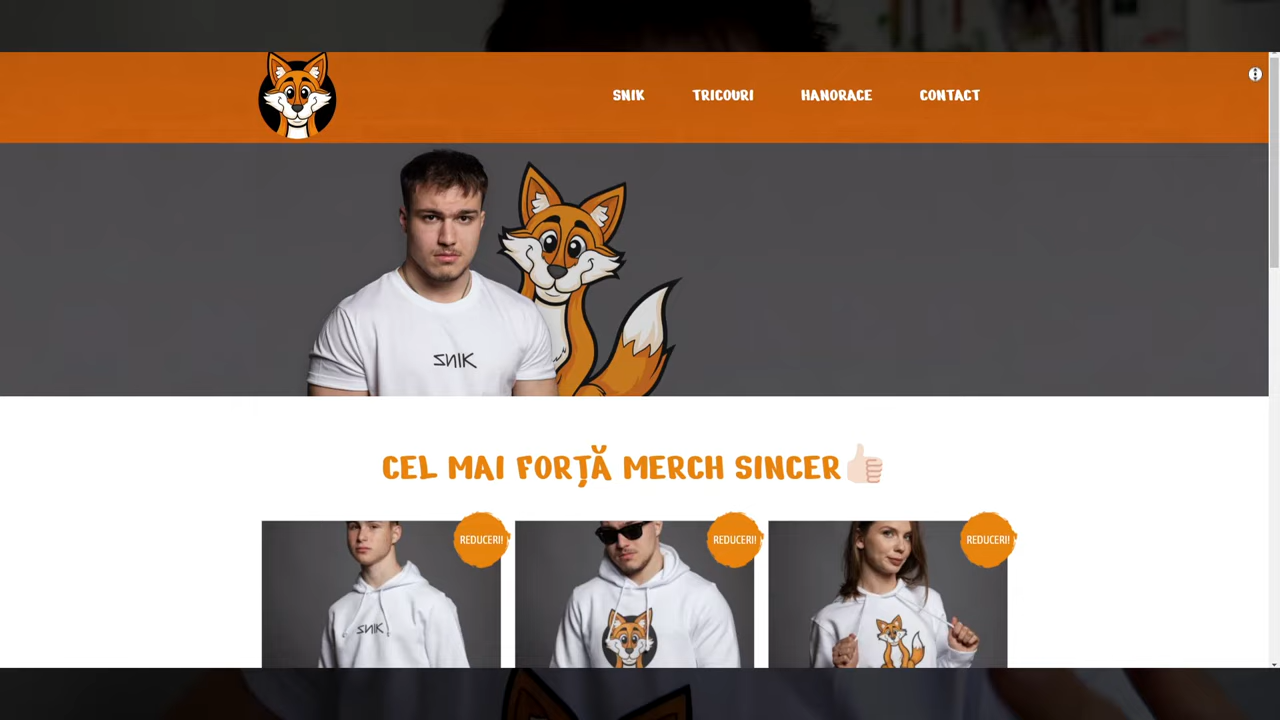 SNIK TRICOURI HANORACE CONTACT
SNIK
CEL MAI FORȚĂ MERCH SINCER👍🏻
REDUCERI! REDUCERI! REDUCERI!
SNIK